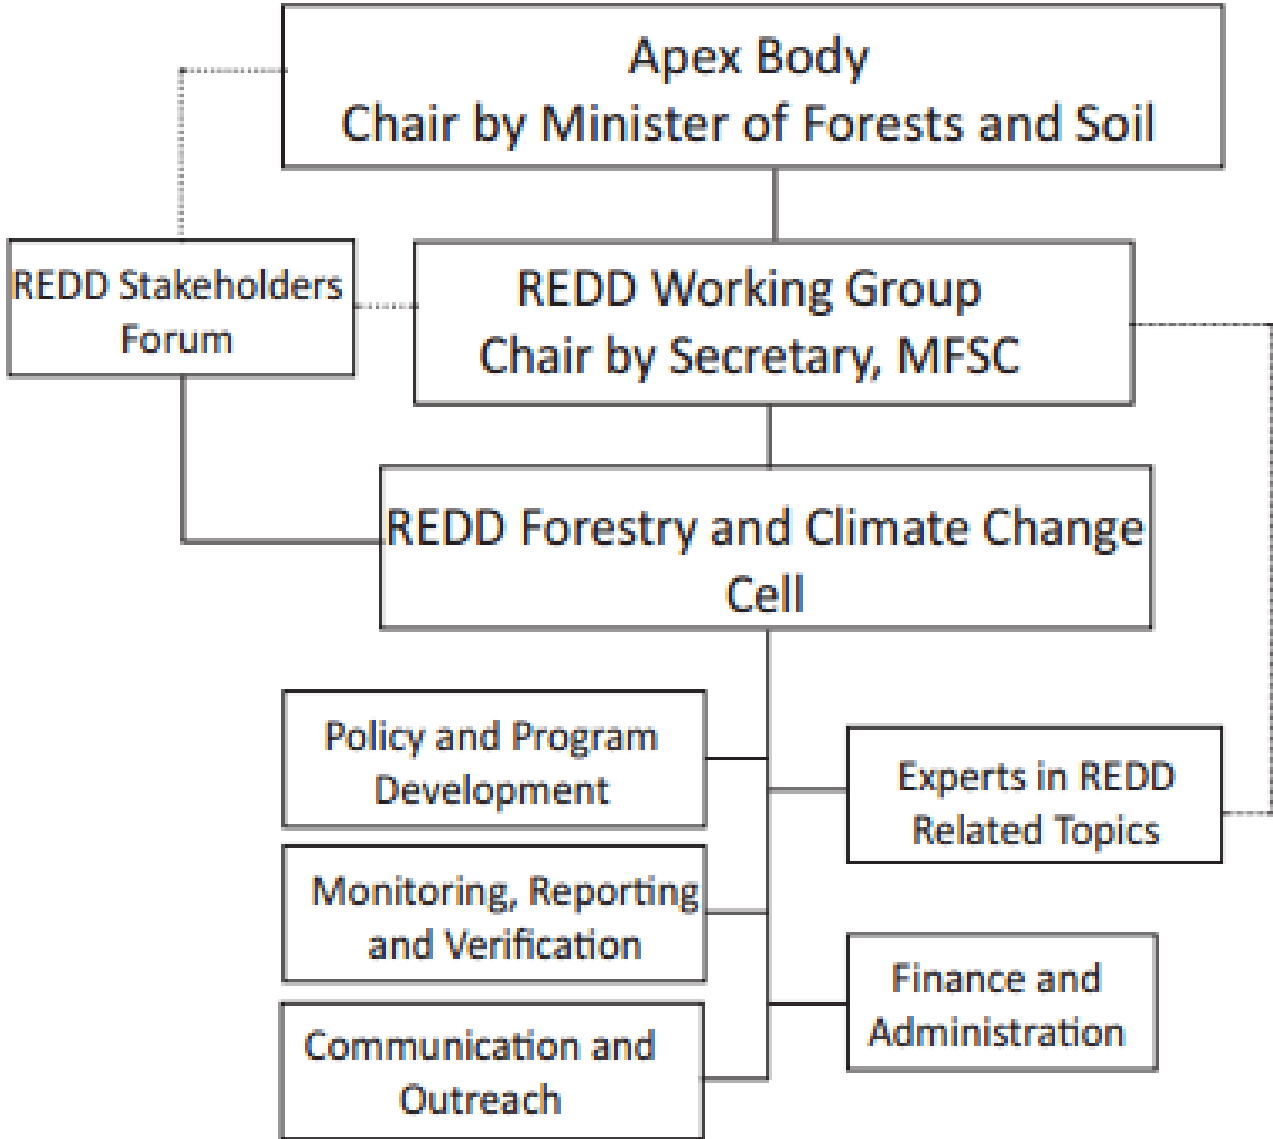 Apex Body
Chair by Minister of Forests and Soil
REDD Stakeholders
Forum
REDD Working Group
Chair by Secretary, MFSC
REDD Forestry and Climate Change
Cell
Policy and Program
Development
Experts in REDD
Related Topics
Monitoring, Reporting
and Verification
Finance and
Administration
Communication and
Outreach